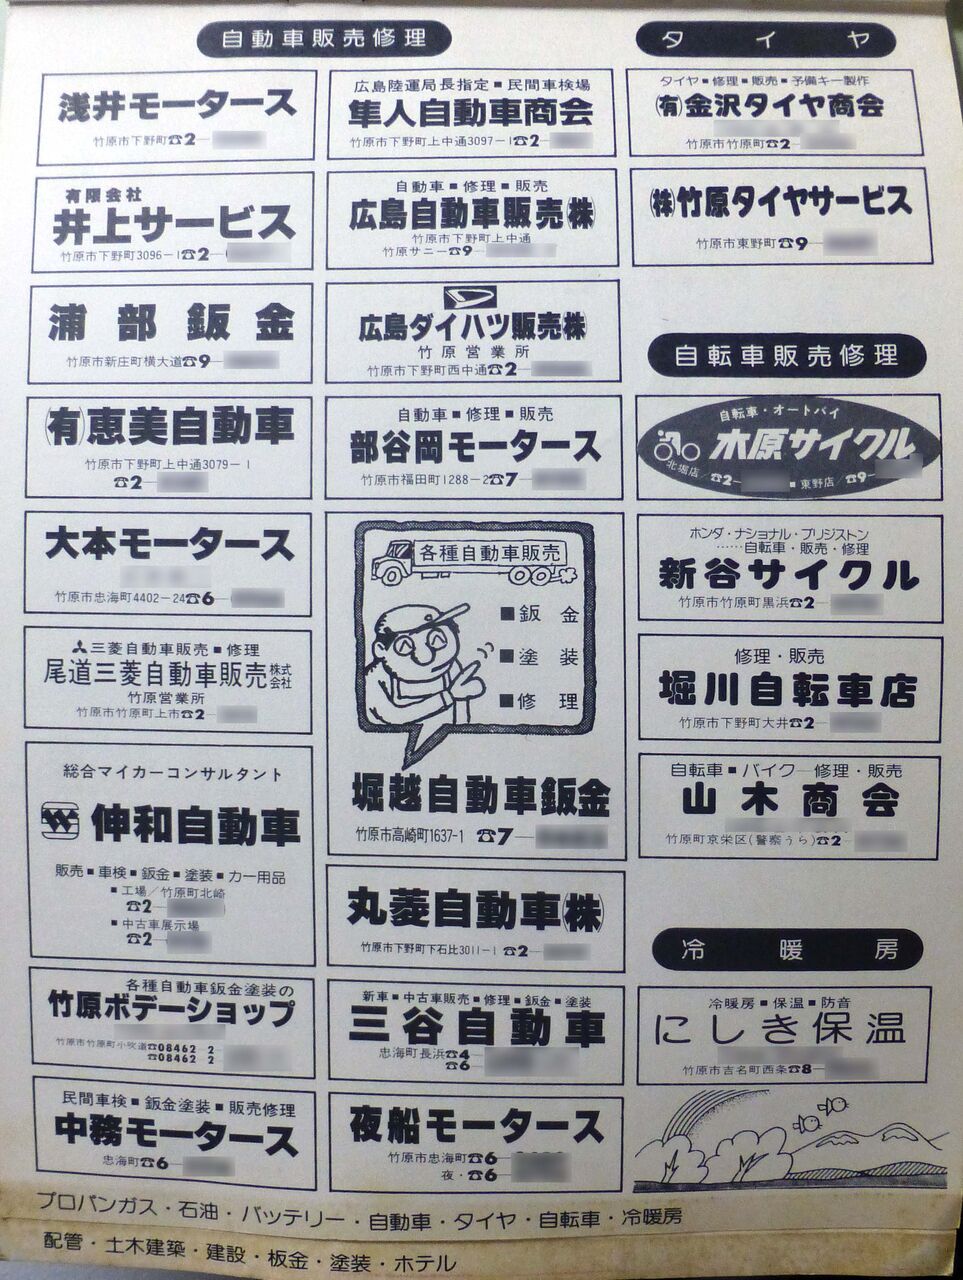 自動車販売修理
浅井モータース
竹原市下野町☎2-
有限会社
井上サービス
竹原市下野町3096-1☎2-
浦部鈑金
竹原市新庄町横大道☎9-
(有)恵美自動車
竹原市下野町上中通3079-1
☎2-
大本モータース
竹原市忠海町4402-24☎6-
三菱自動車販売■修理
尾道三菱自動車販売株式会社
竹原営業所
竹原市竹原町上市☎2-
総合マイカーコンサルタント
伸和自動車
販売■車検■鈑金■塗装■カー用品
■工場/竹原町北崎
☎2-
■中古車展示場
☎2-
各種自動車鈑金塗装の
竹原ボデーショップ
竹原市竹原町小吹道☎08462 2
☎08462 2
民間車検■鈑金塗装■販売修理
中務モータース
忠海町☎6-
広島陸運局長指定■民間車検場
隼人自動車商会
竹原市下野町上中通3097-1☎2-
自動車■修理■販売
広島自動車販売(株)
竹原市下野町上中通
竹原サニー☎9-
広島ダイハツ販売(株)
竹原営業所
竹原市下野町西中通☎2-
自動車■修理■販売
部谷岡モータース
竹原市福田町1288-2☎7-
各種自動車販売
■鈑金
■塗装
■修理
堀越自動車鈑金
竹原市高崎町1637-1 ☎7-
丸菱自動車(株)
竹原市下野町下石比3011-1 ☎2-
新車■中古車販売■修理■鈑金■塗装
三谷自動車
忠海町長浜☎4-
☎6-
夜船モータース
竹原市忠海町☎6-
夜・☎6-
タイヤ
タイヤ■修理■販売■予備キー製作
(有)金沢タイヤ商会
竹原市竹原町☎2-
(株)竹原タイヤサービス
竹原市東野町☎9-
自転車販売修理
自転車・オートバイ
木原サイクル
北堀店/☎2-■東野店/☎9-
ホンダ・ナショナル・ブリジストン
……自転車・販売・修理
新谷サイクル
竹原市竹原町黒浜☎2-
修理・販売
堀川自転車店
竹原市下野町大井☎2-
自転車■バイク―修理・販売
山木商会
竹原町京栄区(警察うら)☎2-
冷暖房
冷暖房■保温■防音
にしき保温
竹原市吉名町西条☎8-
プロパンガス・石油・バッテリー・自動車・タイヤ・自転車・冷暖房
配管・土木建築・建設・板金・塗装・ホテル